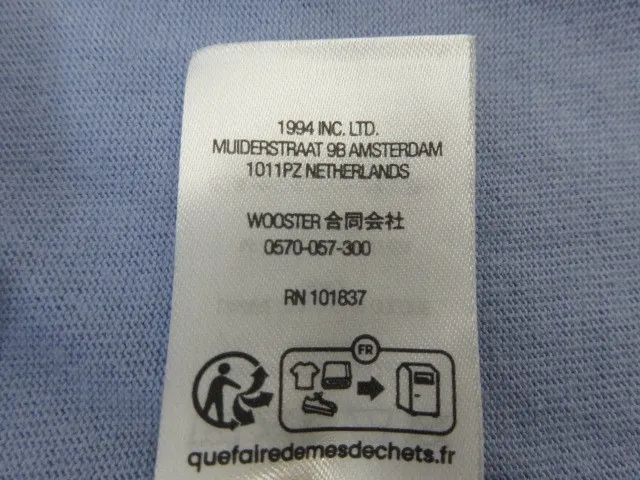 1994 INC. LTD.
MUIDERSTRAAT 9B AMSTERDAM
1011PZ NETHERLANDS
WOOSTER 合同会社
0570-057-300
RN 101837
FR
quefairedemesdechets.fr